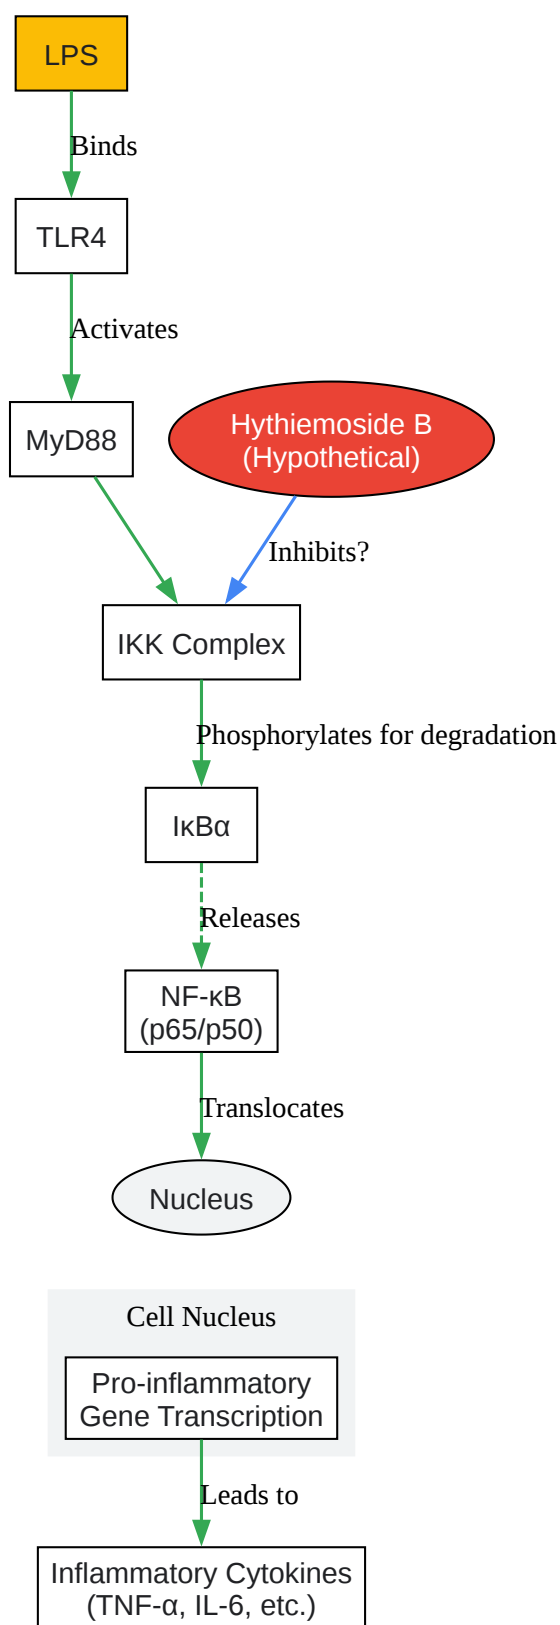 LPS
Binds
TLR4
Activates
MyD88
Hythiemoside B
(Hypothetical)
Inhibits?
IKK Complex
Phosphorylates for degradation
IκBα
Releases
NF-κB
(p65/p50)
Translocates
Nucleus
Cell Nucleus
Pro-inflammatory
Gene Transcription
Leads to
Inflammatory Cytokines
(TNF-α, IL-6, etc.)